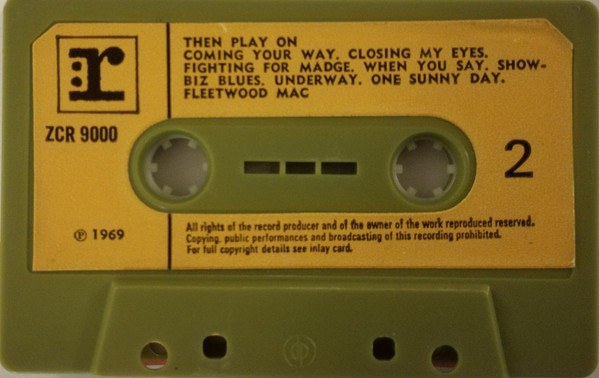 :r
THEN PLAY ON
COMING YOUR WAY. CLOSING MY EYES.
FIGHTING FOR MADGE. WHEN YOU SAY. SHOW-
BIZ BLUES. UNDERWAY. ONE SUNNY DAY.
FLEETWOOD MAC
ZCR 9000
2
All rights of the record producer and of the owner of the work reproduced reserved.
Copying, public performances and broadcasting of this recording prohibited.
For full copyright details see inlay card.
℗ 1969